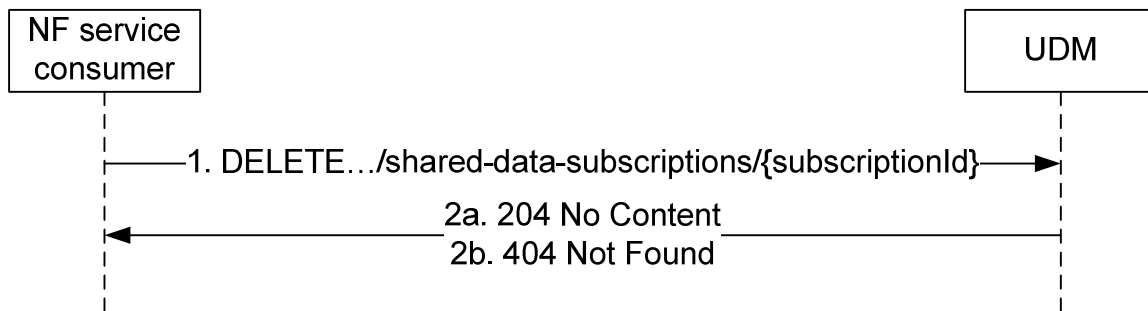 NF service
consumer
UDM
1. DELETE…/shared-data-subscriptions/{subscriptionId}
2a. 204 No Content
2b. 404 Not Found